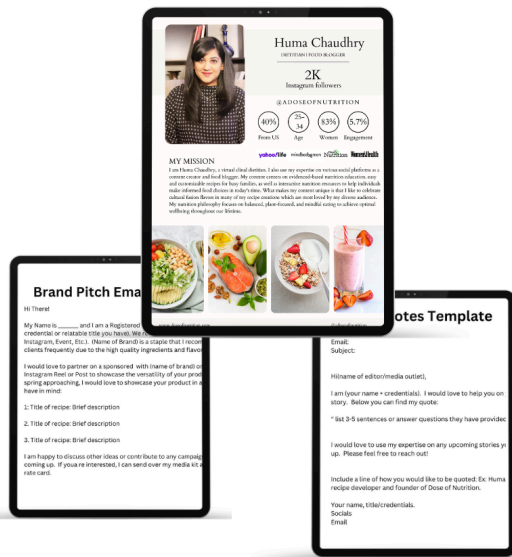 Huma Chaudhry
DIETITIAN | FOOD BLOGGER
2K
Instagram followers
@ADOSEOFNUTRITION
40%
From US
25-
34
Age
83%
Women
5.7%
Engagement
yahoo!life
mindbodygreen
Nutrition
Women'sHealth
MY MISSION
I am Huma Chaudhry, a virtual clinal dietitian. I also use my expertise on various social platforms as a
content creator and food blogger. My content centers on evidenced-based nutrition education, easy
and customizable recipes for busy families, as well as interactive nutrition resources to help individuals
make informed food choices in today's time. What makes my content unique is that I like to celebrate
cultural fusion flavors in many of my recipe creations which are most loved by my diverse audience.
My nutrition philosophy focuses on balanced, plant-focused, and mindful eating to achieve optimal
wellbeing throughout our lifetime.
Brand Pitch Ema
Hi There!
My Name is ______ and I am a Registered
credential or relatable title you have). We
Instagram, Event, Etc.). (Name of Brand) is a staple that I recom
clients frequently due to the high quality ingredients and flavor
I would love to partner on a sponsored with (name of brand) o
Instagram Reel or Post to showcase the versatility of your prod
spring approaching, I would love to showcase your product in a
have in mind:
1: Title of recipe: Brief description
2. Title of recipe: Brief description
3. Title of recipe: Brief description
I am happy to discuss other ideas or contribute to any campaig
coming up. If youa re interested, I can send over my media kit a
rate card.
otes Template
Email:
Subject:
Hi(name of editor/media outlet),
I am (your name + credentials). I would love to help you on
story. Below you can find my quote:
" list 3-5 sentences or answer questions they have provided
I would love to use my expertise on any upcoming stories y
up. Please feel free to reach out!
Include a line of how you would like to be quoted: Ex: Huma
recipe developer and founder of Dose of Nutrition.
Your name, title/credentials.
Socials
Email